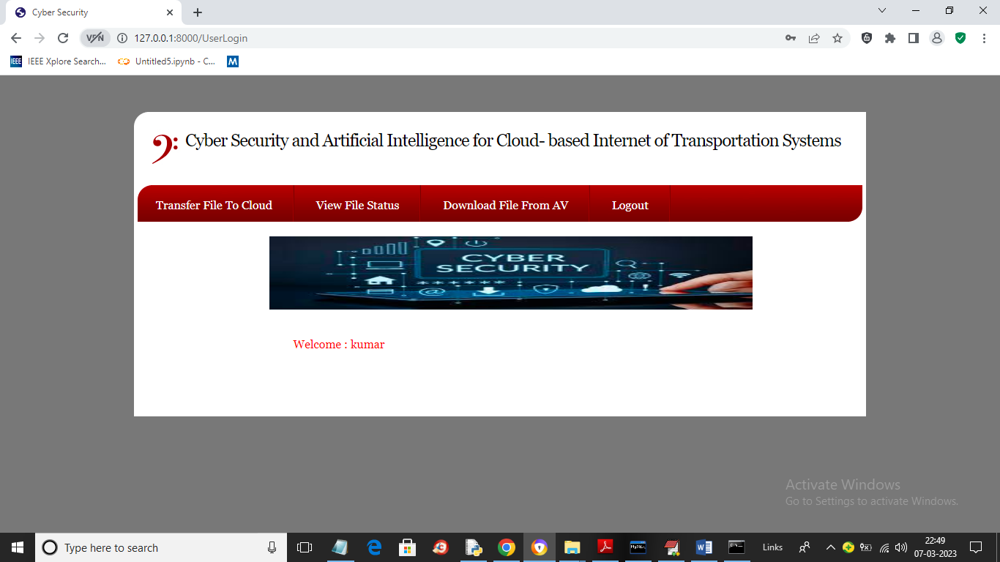 Cyber Security
VPN
127.0.0.1:8000/UserLogin
IEEE
IEEE Xplore Search...
Untitled5.ipynb - C...
M
Cyber Security and Artificial Intelligence for Cloud- based Internet of Transportation Systems
Transfer File To Cloud
View File Status
Download File From AV
Logout
CYBER
SECURITY
******
@
Welcome : kumar
Activate Windows
Go to Settings to activate Windows.
Type here to search
Links
22:49
07-03-2023